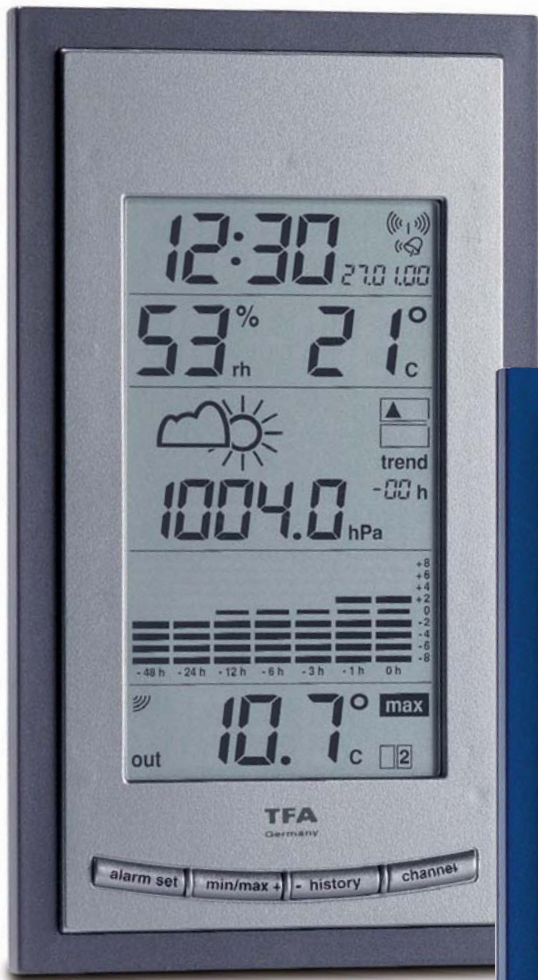 12:30
27.01.00
53 % rh 21 °C
trend
-00 h
1004.0 hPa
+8
+6
+4
+2
0
-2
-4
-6
-8
-48 h -24 h -12 h -6 h -3 h -1 h 0 h
max
out 10.7 °C 2
TFA
Germany
alarm set min/max + - history channel